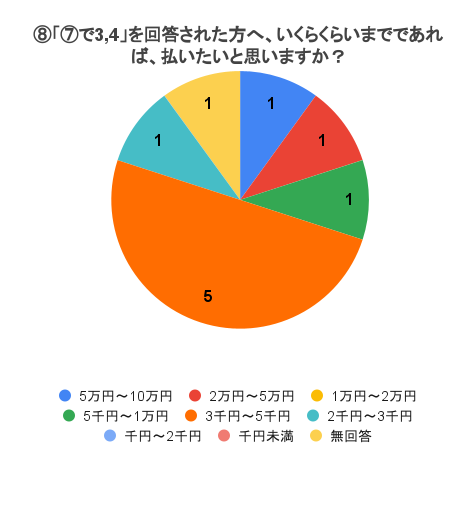 ⑧「⑦で3,4」を回答された方へ、いくらくらいまでであれ
ば、払いたいと思いますか？
1
1
1
5
1
1
5万円～10万円
2万円～5万円
1万円～2万円
5千円～1万円
3千円～5千円
2千円～3千円
千円～2千円
千円未満
無回答